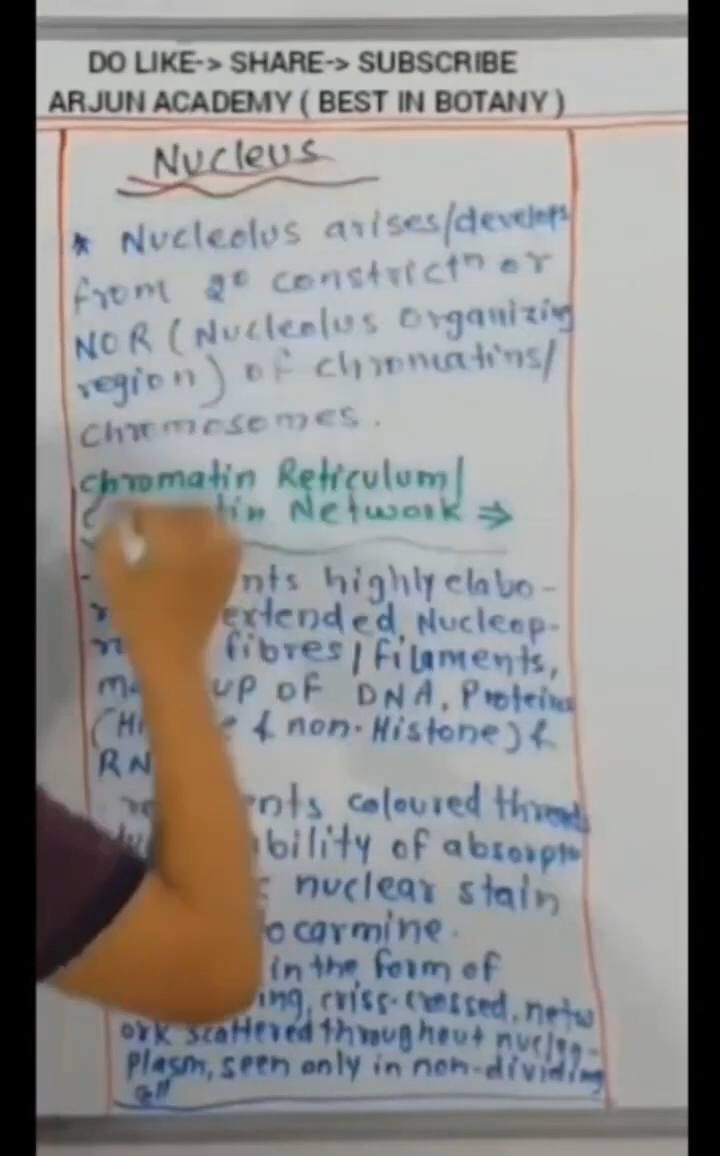 DO LIKE-> SHARE-> SUBSCRIBE
ARJUN ACADEMY ( BEST IN BOTANY )
Nucleus
* Nucleolus arises/develops
from 2° constrictn or
NOR (Nucleolus Organizing
region) of chromatins/
chromosomes.
Chromatin Reticulum/
tin Network ⇒
nts highly elabo-
extended, Nucleop-
fibres/filaments,
up OF DNA, Proteins
(Hi & non-Histone) &
RN
nts coloured threads
bility of absorptn
nuclear stain
ocarmine.
in the form of
ing, criss-crossed, netw
ork scattered throughout nucleo-
plasm, seen only in non-dividing
cell